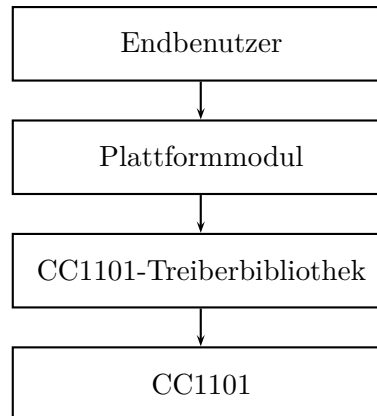 Endbenutzer
Plattformmodul
CC1101-Treiberbibliothek
CC1101